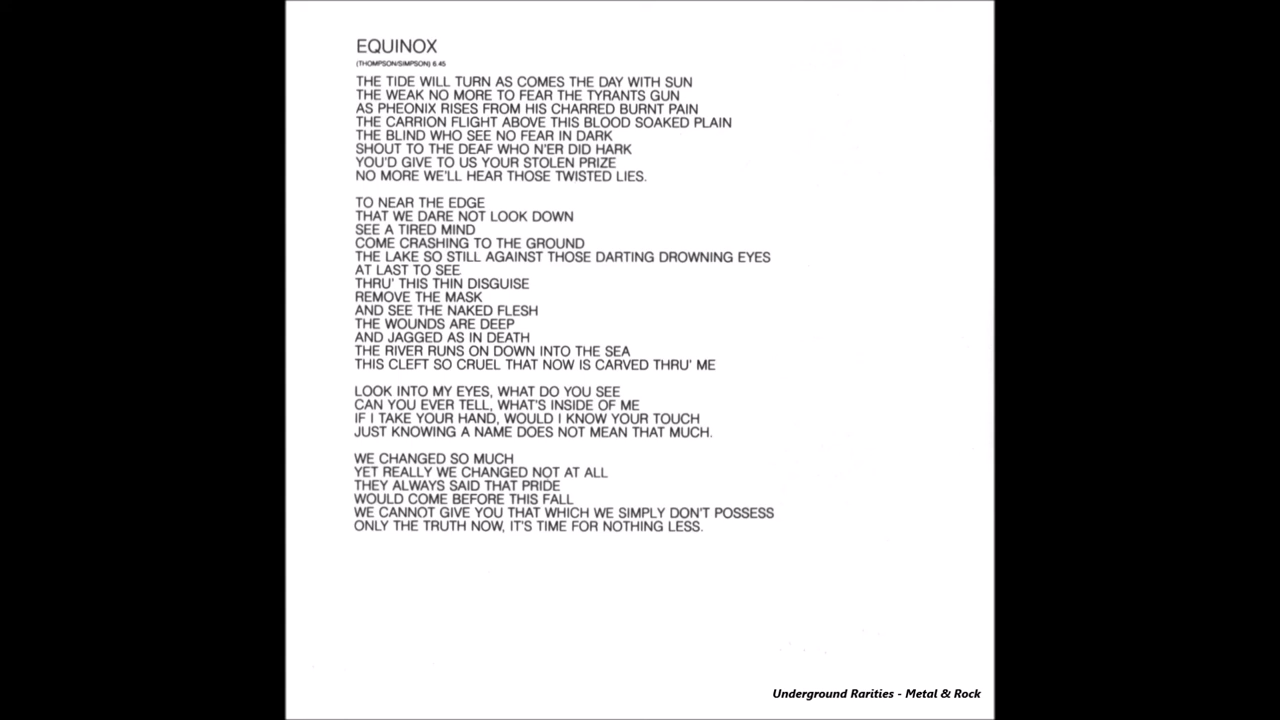 EQUINOX
(THOMPSON/SIMPSON) 6.45
THE TIDE WILL TURN AS COMES THE DAY WITH SUN
THE WEAK NO MORE TO FEAR THE TYRANTS GUN
AS PHEONIX RISES FROM HIS CHARRED BURNT PAIN
THE CARRION FLIGHT ABOVE THIS BLOOD SOAKED PLAIN
THE BLIND WHO SEE NO FEAR IN DARK
SHOUT TO THE DEAF WHO N'ER DID HARK
YOU'D GIVE TO US YOUR STOLEN PRIZE
NO MORE WE'LL HEAR THOSE TWISTED LIES.
TO NEAR THE EDGE
THAT WE DARE NOT LOOK DOWN
SEE A TIRED MIND
COME CRASHING TO THE GROUND
THE LAKE SO STILL AGAINST THOSE DARTING DROWNING EYES
AT LAST TO SEE
THRU' THIS THIN DISGUISE
REMOVE THE MASK
AND SEE THE NAKED FLESH
THE WOUNDS ARE DEEP
AND JAGGED AS IN DEATH
THE RIVER RUNS ON DOWN INTO THE SEA
THIS CLEFT SO CRUEL THAT NOW IS CARVED THRU' ME
LOOK INTO MY EYES, WHAT DO YOU SEE
CAN YOU EVER TELL, WHAT'S INSIDE OF ME
IF I TAKE YOUR HAND, WOULD I KNOW YOUR TOUCH
JUST KNOWING A NAME DOES NOT MEAN THAT MUCH.
WE CHANGED SO MUCH
YET REALLY WE CHANGED NOT AT ALL
THEY ALWAYS SAID THAT PRIDE
WOULD COME BEFORE THIS FALL
WE CANNOT GIVE YOU THAT WHICH WE SIMPLY DON'T POSSESS
ONLY THE TRUTH NOW, IT'S TIME FOR NOTHING LESS.
Underground Rarities - Metal & Rock